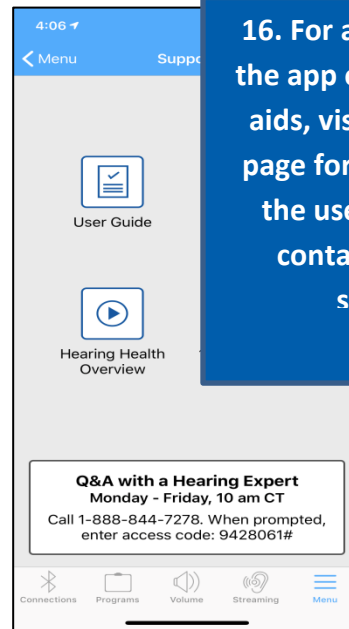 4:06
Menu
Suppo
16. For a
the app
aids, vis
page for
the use
conta
s
User Guide
Hearing Health
Overview
Q&A with a Hearing Expert
Monday - Friday, 10 am CT
Call 1-888-844-7278. When prompted,
enter access code: 9428061#
Connections Programs Volume Streaming Menu